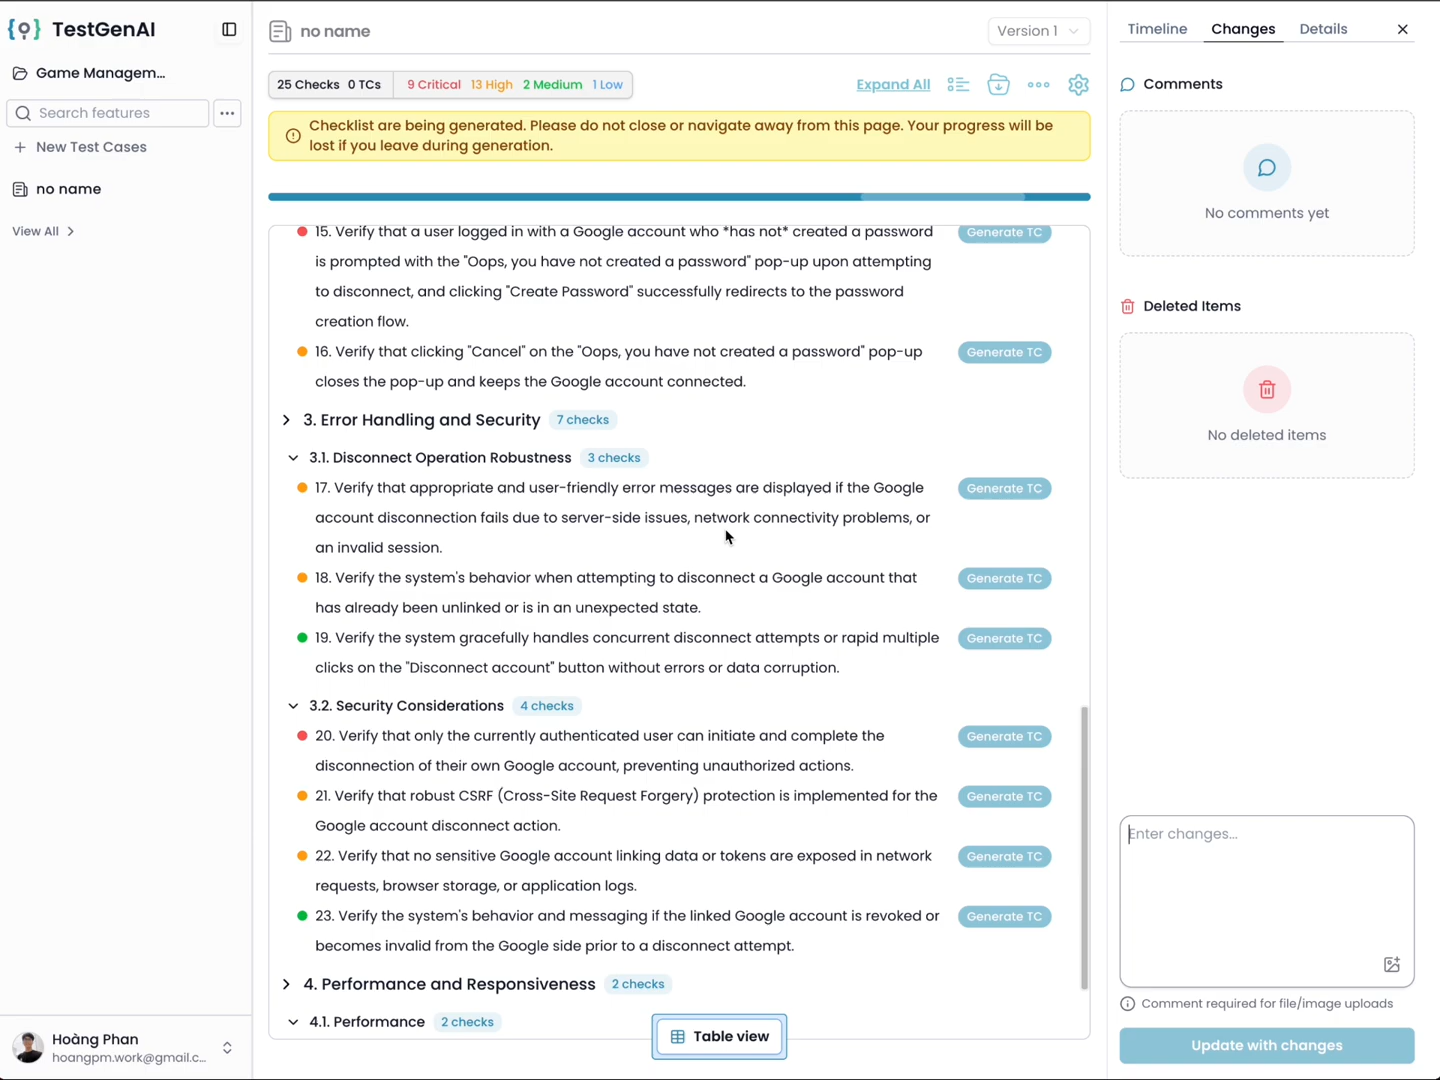 TestGenAI
Game Managem...
Search features
New Test Cases
no name
View All
Hoàng Phan
hoangpm.work@gmail.c...
no name
Version 1
25 Checks 0 TCs 9 Critical 13 High 2 Medium 1 Low
Expand All
Checklist are being generated. Please do not close or navigate away from this page. Your progress will be
lost if you leave during generation.
15. Verify that a user logged in with a Google account who *has not* created a password
Generate TC
is prompted with the "Oops, you have not created a password" pop-up upon attempting
to disconnect, and clicking "Create Password" successfully redirects to the password
creation flow.
16. Verify that clicking "Cancel" on the "Oops, you have not created a password" pop-up
Generate TC
closes the pop-up and keeps the Google account connected.
3. Error Handling and Security 7 checks
3.1. Disconnect Operation Robustness 3 checks
17. Verify that appropriate and user-friendly error messages are displayed if the Google
Generate TC
account disconnection fails due to server-side issues, network connectivity problems, or
an invalid session.
18. Verify the system's behavior when attempting to disconnect a Google account that
Generate TC
has already been unlinked or is in an unexpected state.
19. Verify the system gracefully handles concurrent disconnect attempts or rapid multiple
Generate TC
clicks on the "Disconnect account" button without errors or data corruption.
3.2. Security Considerations 4 checks
20. Verify that only the currently authenticated user can initiate and complete the
Generate TC
disconnection of their own Google account, preventing unauthorized actions.
21. Verify that robust CSRF (Cross-Site Request Forgery) protection is implemented for the
Generate TC
Google account disconnect action.
22. Verify that no sensitive Google account linking data or tokens are exposed in network
Generate TC
requests, browser storage, or application logs.
23. Verify the system's behavior and messaging if the linked Google account is revoked or
Generate TC
becomes invalid from the Google side prior to a disconnect attempt.
4. Performance and Responsiveness 2 checks
4.1. Performance 2 checks
Table view
Timeline Changes Details
Comments
No comments yet
Deleted Items
No deleted items
Enter changes...
Comment required for file/image uploads
Update with changes